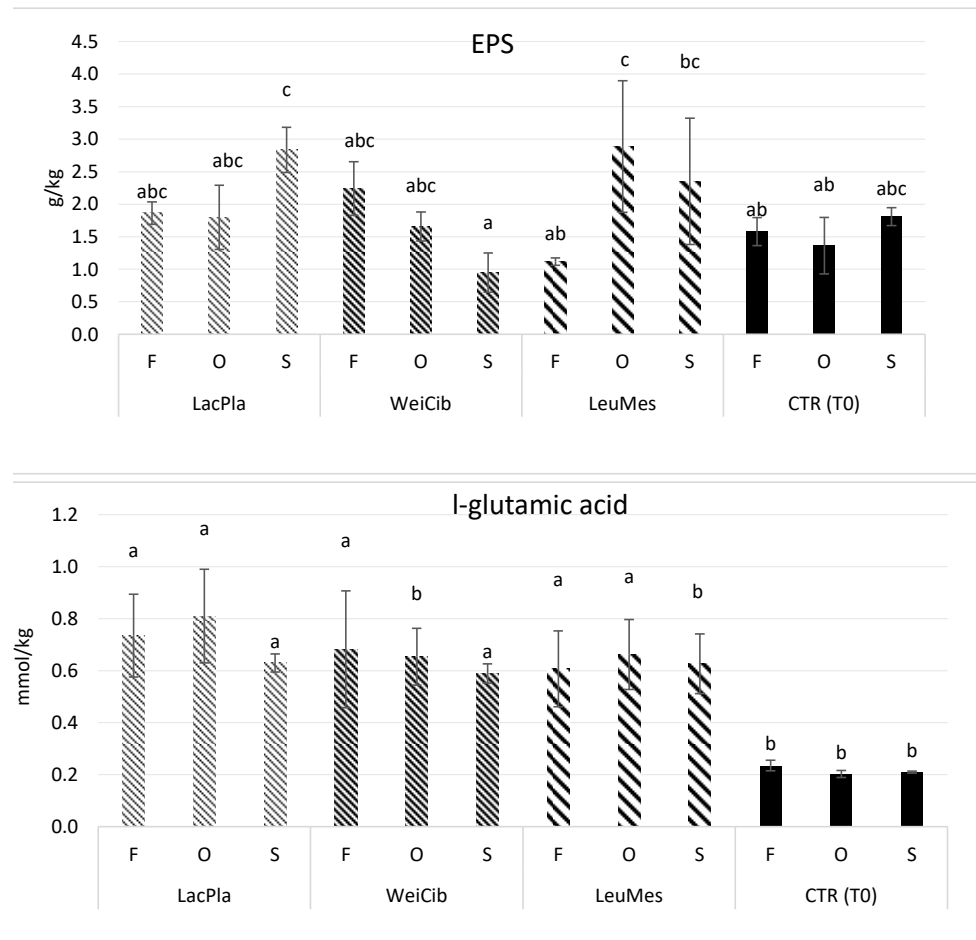 EPS
g/kg
4.5
4.0
3.5
3.0
2.5
2.0
1.5
1.0
0.5
0.0
abc abc c abc abc a ab c bc ab ab abc
F O S F O S F O S F O S
LacPla WeiCib LeuMes CTR (T0)
l-glutamic acid
mmol/kg
1.2
1.0
0.8
0.6
0.4
0.2
0.0
a a a a b a a a b b b b
F O S F O S F O S F O S
LacPla WeiCib LeuMes CTR (T0)